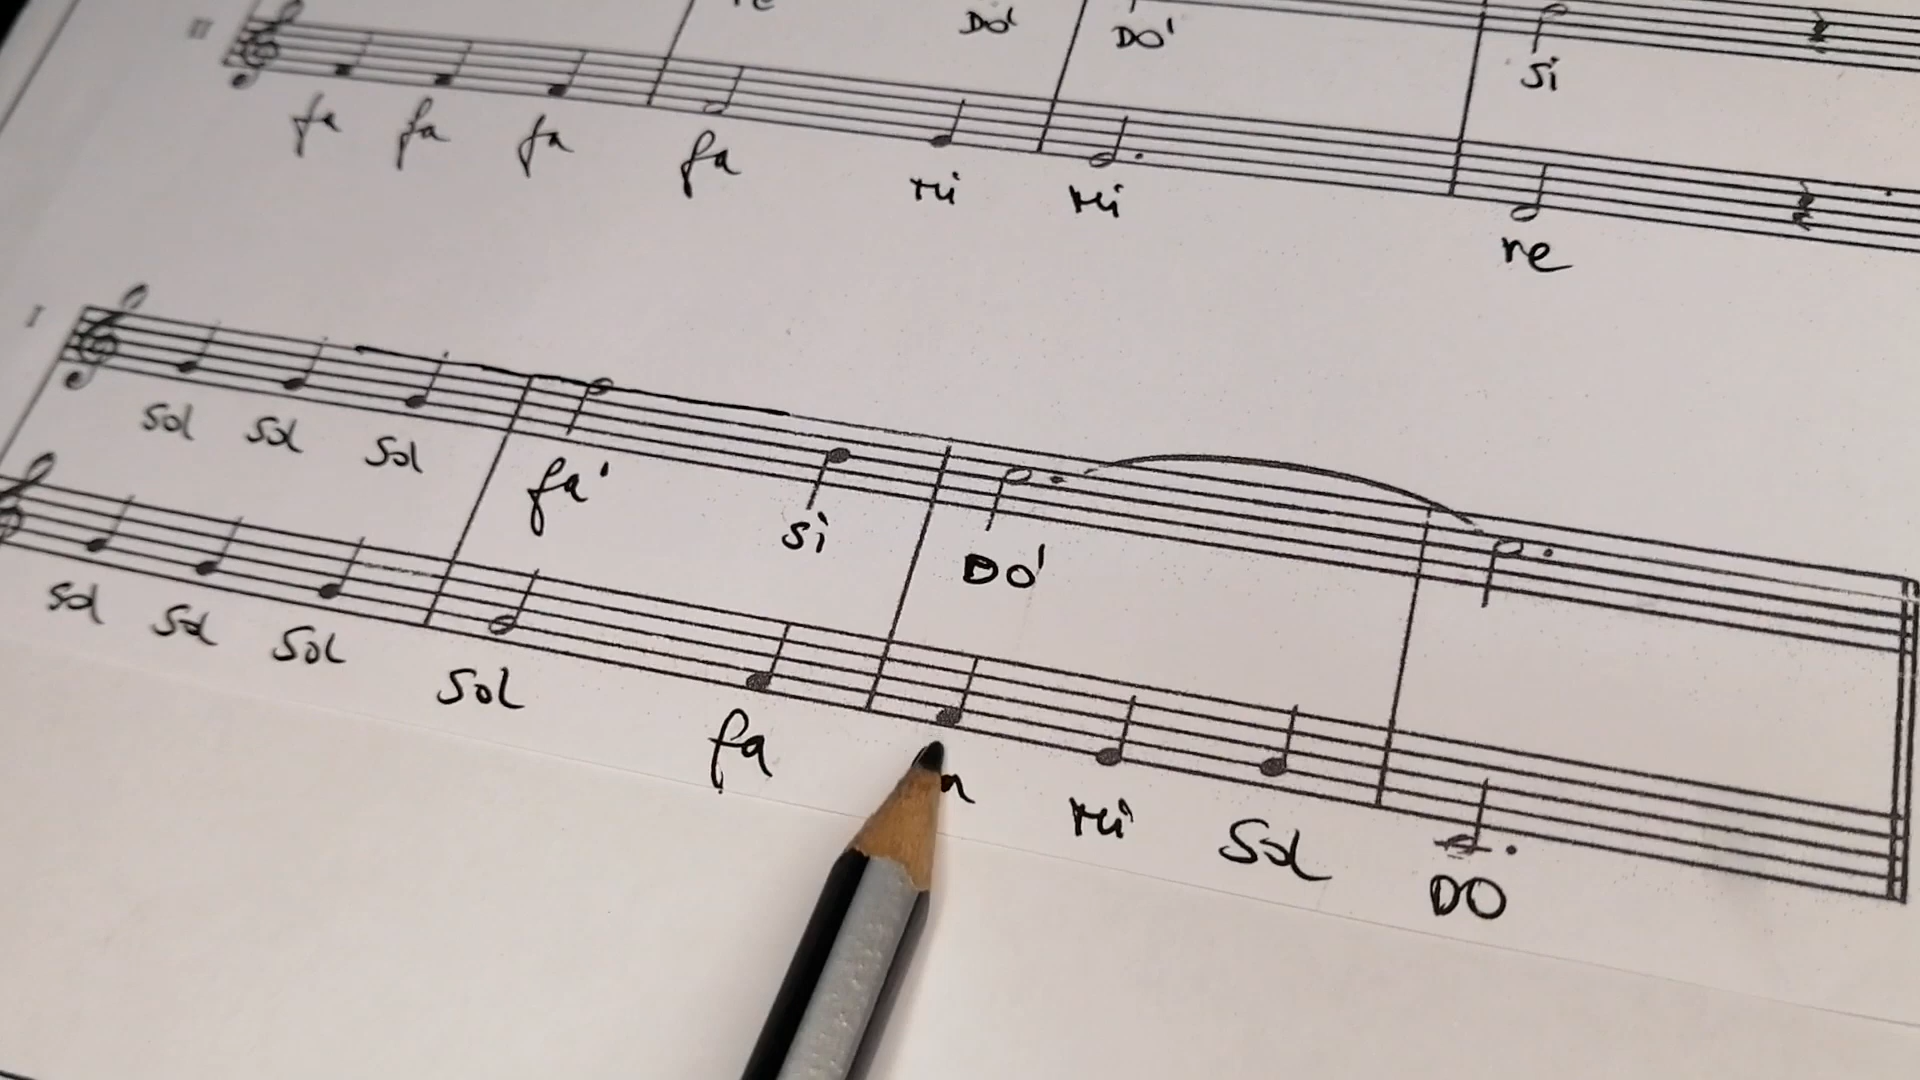 DO' DO' si
II
fa fa fa fa mi mi re
I
sol sol sol fa' si DO'
sol sol sol sol fa mi sol DO